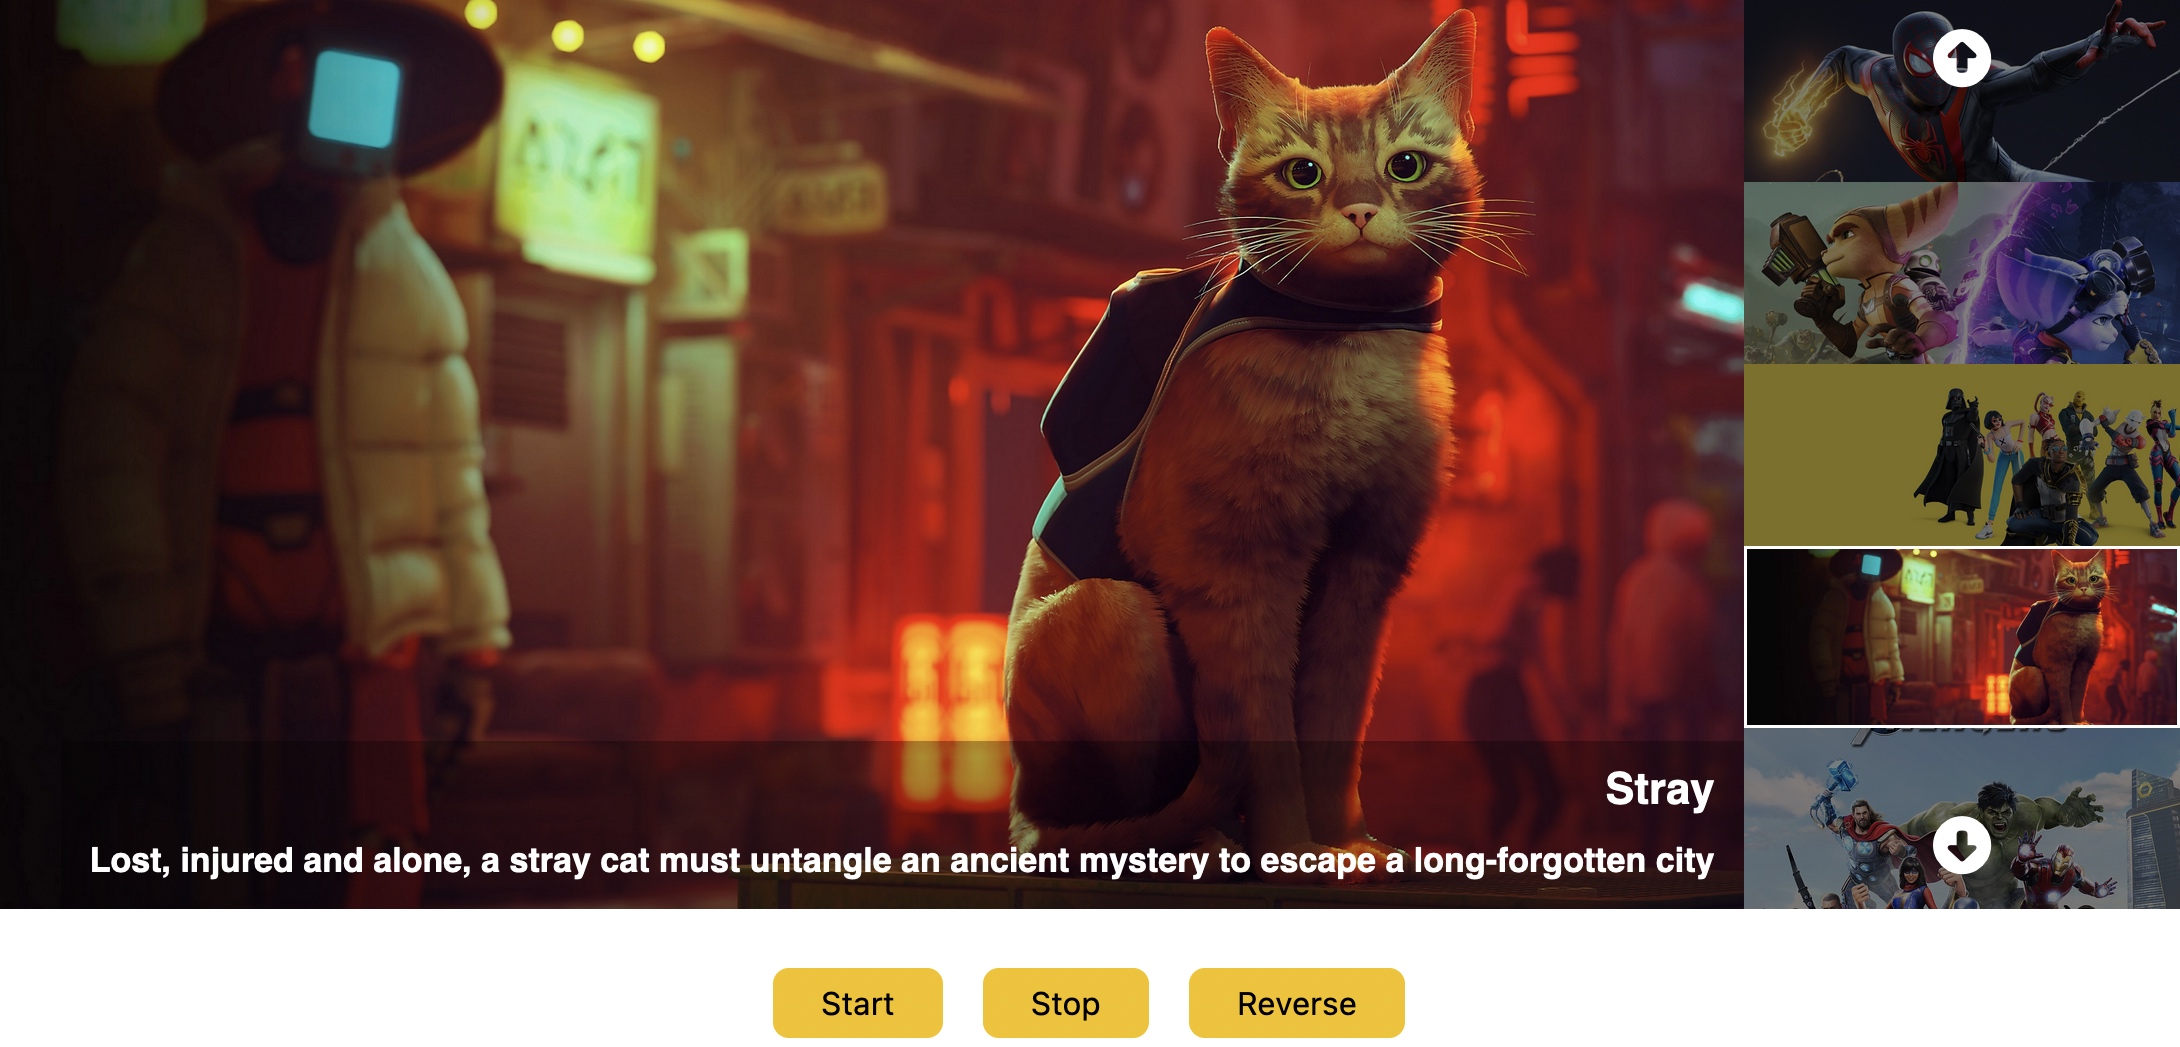 Stray
Lost, injured and alone, a stray cat must untangle an ancient mystery to escape a long-forgotten city
Start
Stop
Reverse